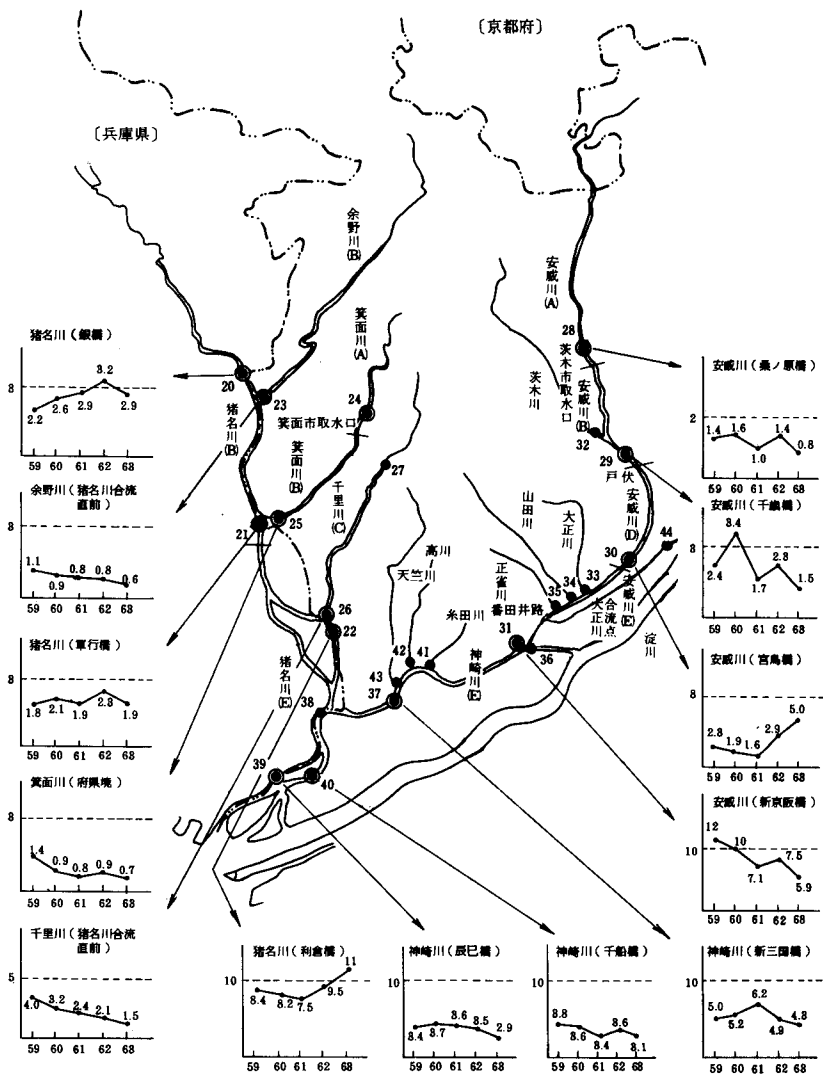 〔京都府〕
〔兵庫県〕
余野川(B)
箕面川(A)
安威川(A)
28
茨木市取水口
安威川(B)
茨木川
32
29
戸伏
安威川(D)
20
23
猪名川(B)
24
箕面市取水口
箕面川(B)
27
千里川(C)
21
25
高川
天竺川
糸田川
山田川
大正川
正雀川
番田井路
35
34
33
30
44
安威川(E)
大正川合流点
淀川
26
22
猪名川(E)
42
41
43
37
神崎川(E)
31
36
38
39
40
猪名川(銀橋)
8
2.2
2.6
2.9
3.2
2.9
59 60 61 62 68
余野川(猪名川合流直前)
8
1.1
0.9
0.8
0.8
0.6
59 60 61 62 68
猪名川(軍行橋)
8
1.8
2.1
1.9
2.8
1.9
59 60 61 62 68
箕面川(府県境)
8
1.4
0.9
0.8
0.9
0.7
59 60 61 62 68
千里川(猪名川合流直前)
5
4.0
3.2
2.4
2.1
1.5
59 60 61 62 68
猪名川(利倉橋)
10
8.4
8.2
7.5
9.5
11
59 60 61 62 68
神崎川(辰巳橋)
10
8.4
8.7
8.6
8.5
2.9
59 60 61 62 68
神崎川(千船橋)
10
8.8
8.6
8.4
8.6
8.1
59 60 61 62 68
神崎川(新三国橋)
10
5.0
5.2
6.2
4.9
4.8
59 60 61 62 68
安威川(桑ノ原橋)
2
1.4
1.6
1.0
1.4
0.8
59 60 61 62 68
安威川(千歳橋)
8
2.4
8.4
1.7
2.8
1.5
59 60 61 62 68
安威川(宮鳥橋)
8
2.8
1.9
1.6
2.9
5.0
59 60 61 62 68
安威川(新京阪橋)
10
12
10
7.1
7.5
5.9
59 60 61 62 68